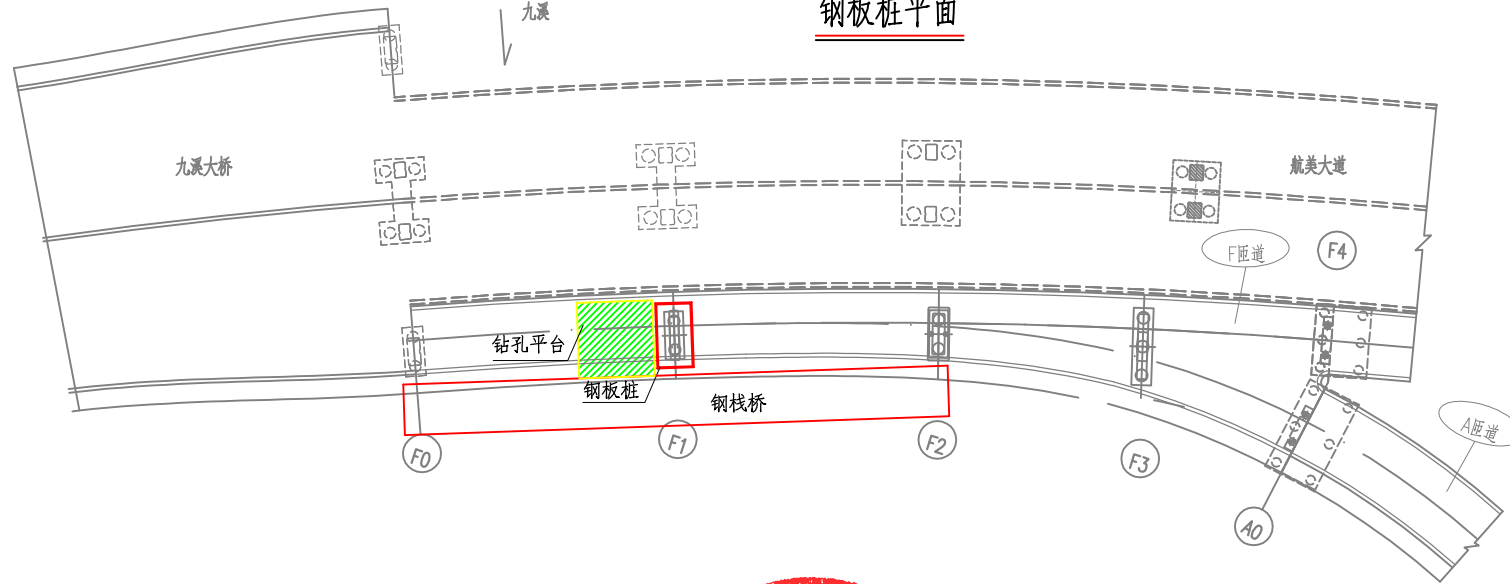 钢板桩平面
九溪
九溪大桥
航美大道
F匝道
F4
钻孔平台
钢板桩
钢栈桥
A匝道
F0
F1
F2
F3
A0